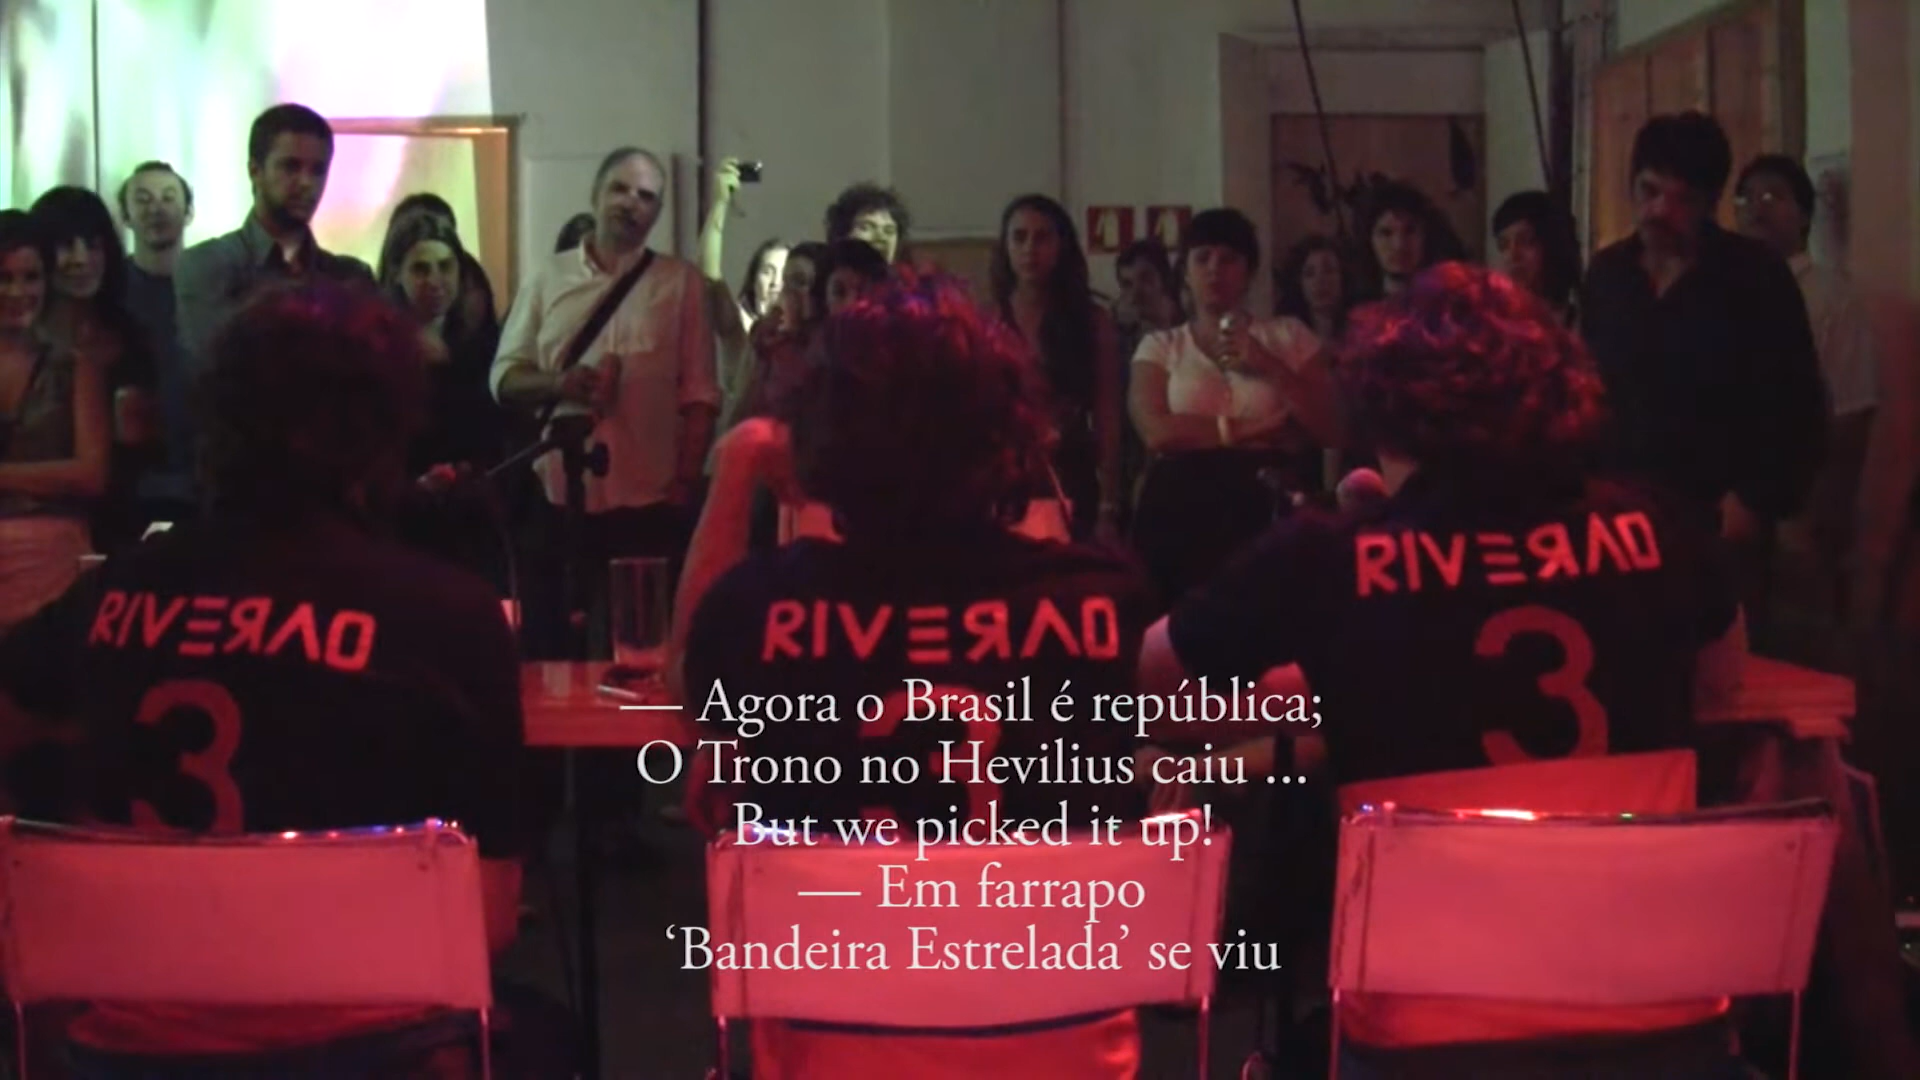 RIVERAO
3
RIVERAO
3
RIVERAO
3
— Agora o Brasil é república;
O Trono no Hevilius caiu ...
But we picked it up!
— Em farrapo
‘Bandeira Estrelada’ se viu